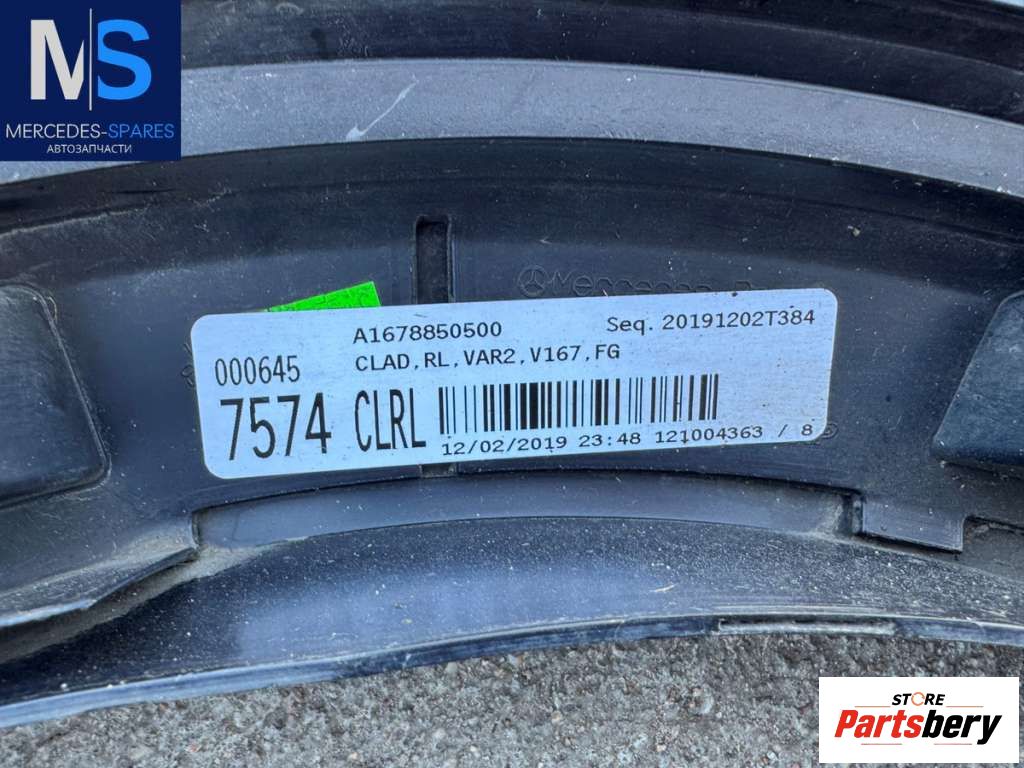 MS
MERCEDES-SPARES
АВТОЗАПЧАСТИ
Mercedes
A1678850500
Seq. 20191202T384
000645
CLAD,RL,VAR2,V167,FG
7574 CLRL
12/02/2019 23:48 121004363 / 8
STORE
Partsbery